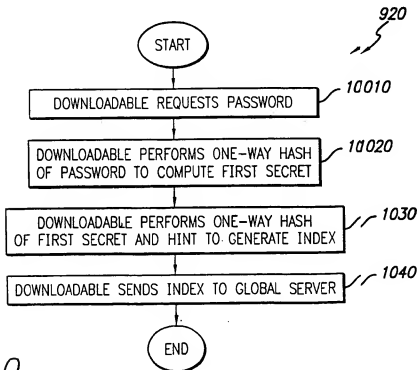 920
START
10010
DOWNLOADABLE REQUESTS PASSWORD
10020
DOWNLOADABLE PERFORMS ONE-WAY HASH
OF PASSWORD TO COMPUTE FIRST SECRET
1030
DOWNLOADABLE PERFORMS ONE-WAY HASH
OF FIRST SECRET AND HINT TO GENERATE INDEX
1040
DOWNLOADABLE SENDS INDEX TO GLOBAL SERVER
END